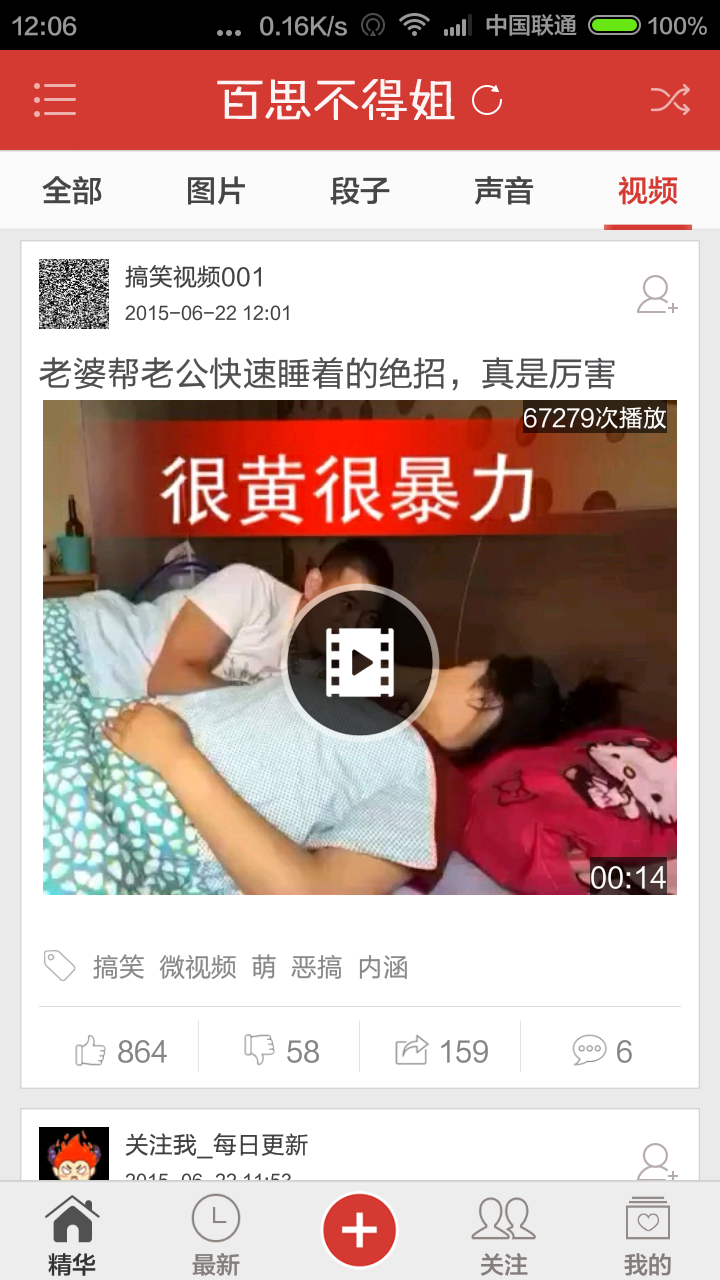 12:06 ... 0.16K/s 中国联通 100%
百思不得姐
全部 图片 段子 声音 视频
搞笑视频001
2015-06-22 12:01
老婆帮老公快速睡着的绝招，真是厉害
67279次播放
很黄很暴力
00:14
搞笑 微视频 萌 恶搞 内涵
864 58 159 6
关注我_每日更新
2015-06-22 11:53
精华 最新 关注 我的